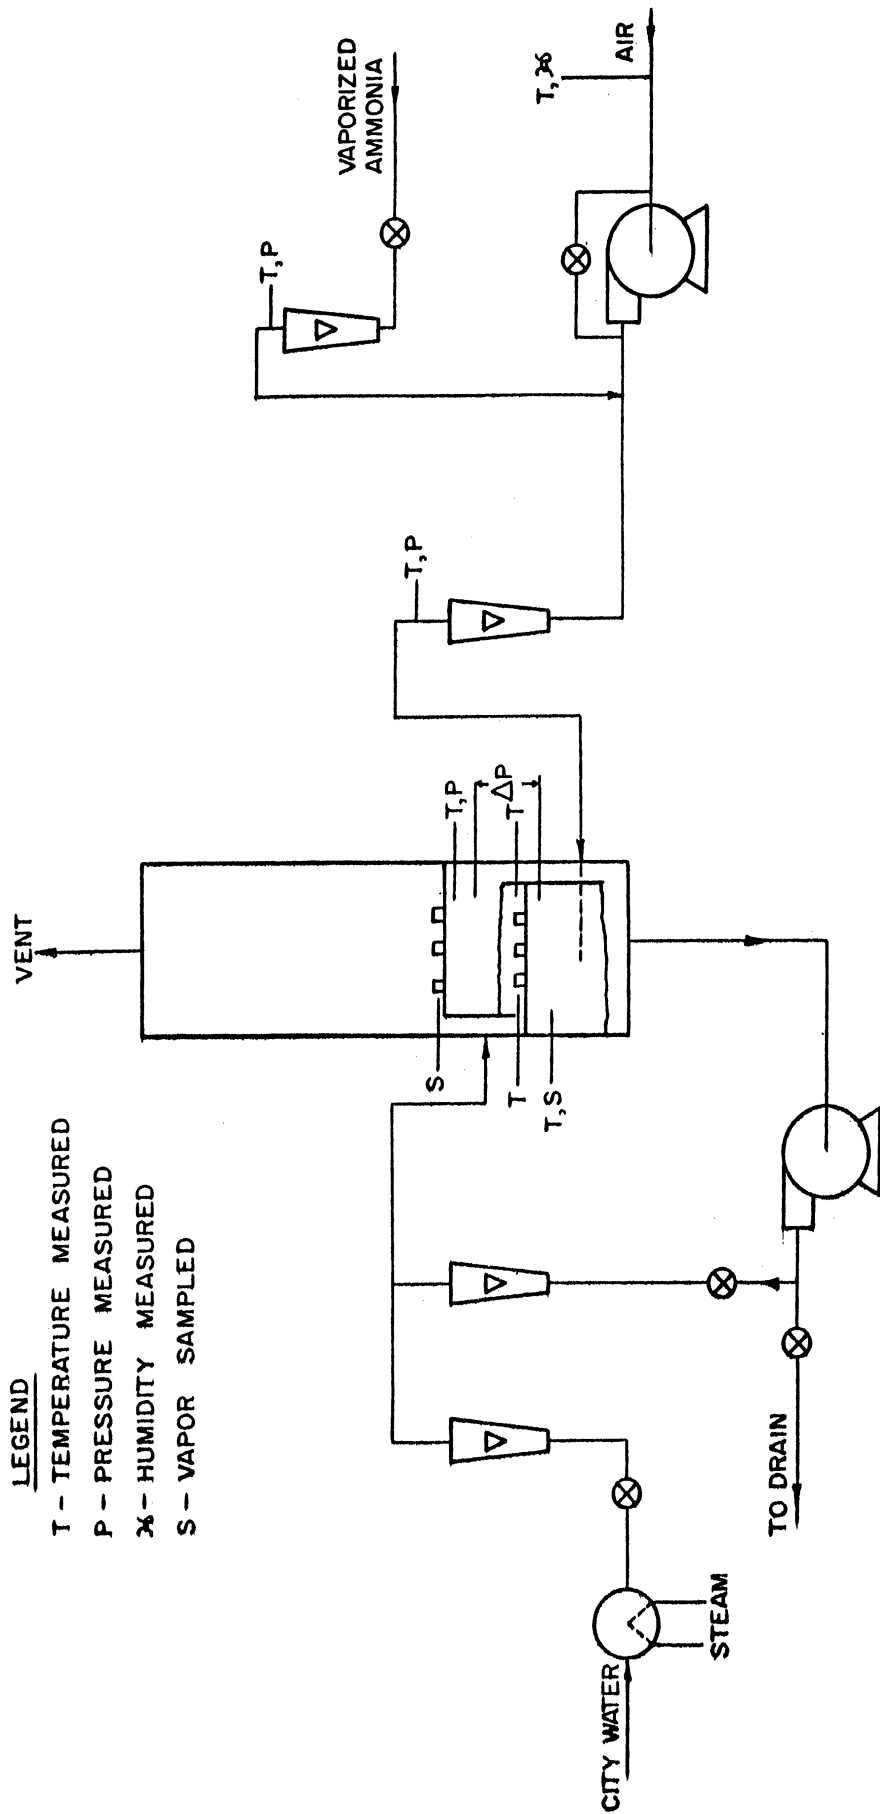 LEGEND
T - TEMPERATURE MEASURED
P - PRESSURE MEASURED
ℋ - HUMIDITY MEASURED
S - VAPOR SAMPLED
VENT
VAPORIZED
AMMONIA
T,P
T,ℋ
AIR
T,P
T,P
ΔP
T
S
T
T,S
CITY WATER
STEAM
TO DRAIN